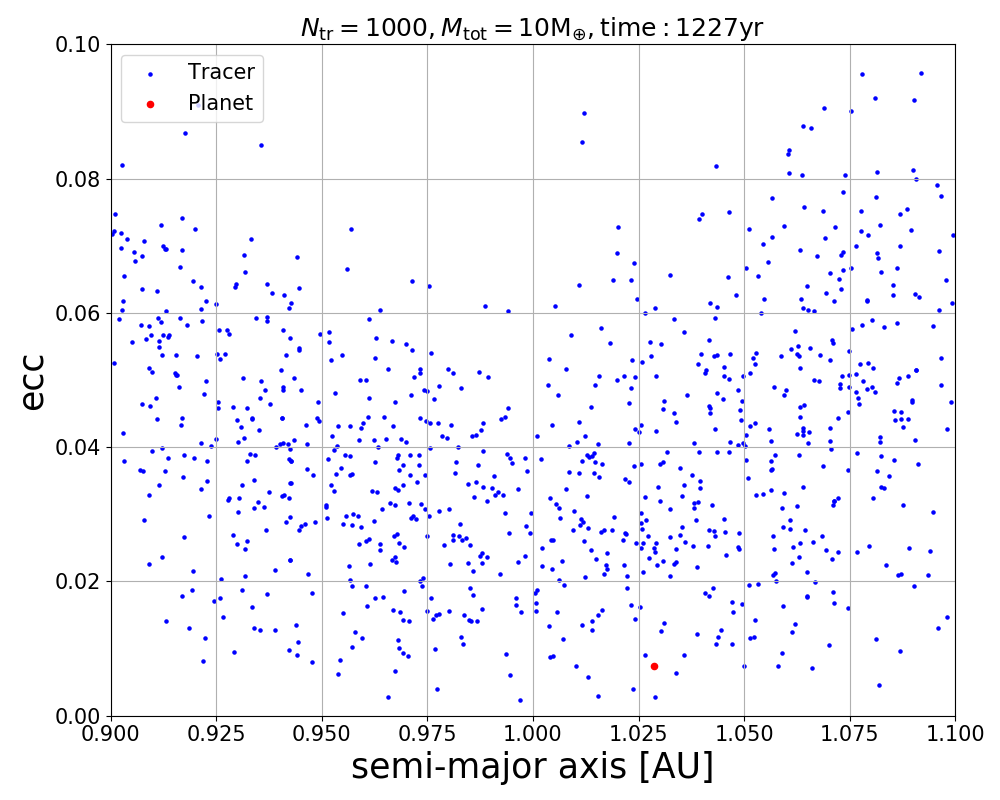 N_tr = 1000, M_tot = 10M_⊕, time : 1227yr
Tracer
Planet
0.10
0.08
0.06
0.04
0.02
0.00
ecc
0.900 0.925 0.950 0.975 1.000 1.025 1.050 1.075 1.100
semi-major axis [AU]